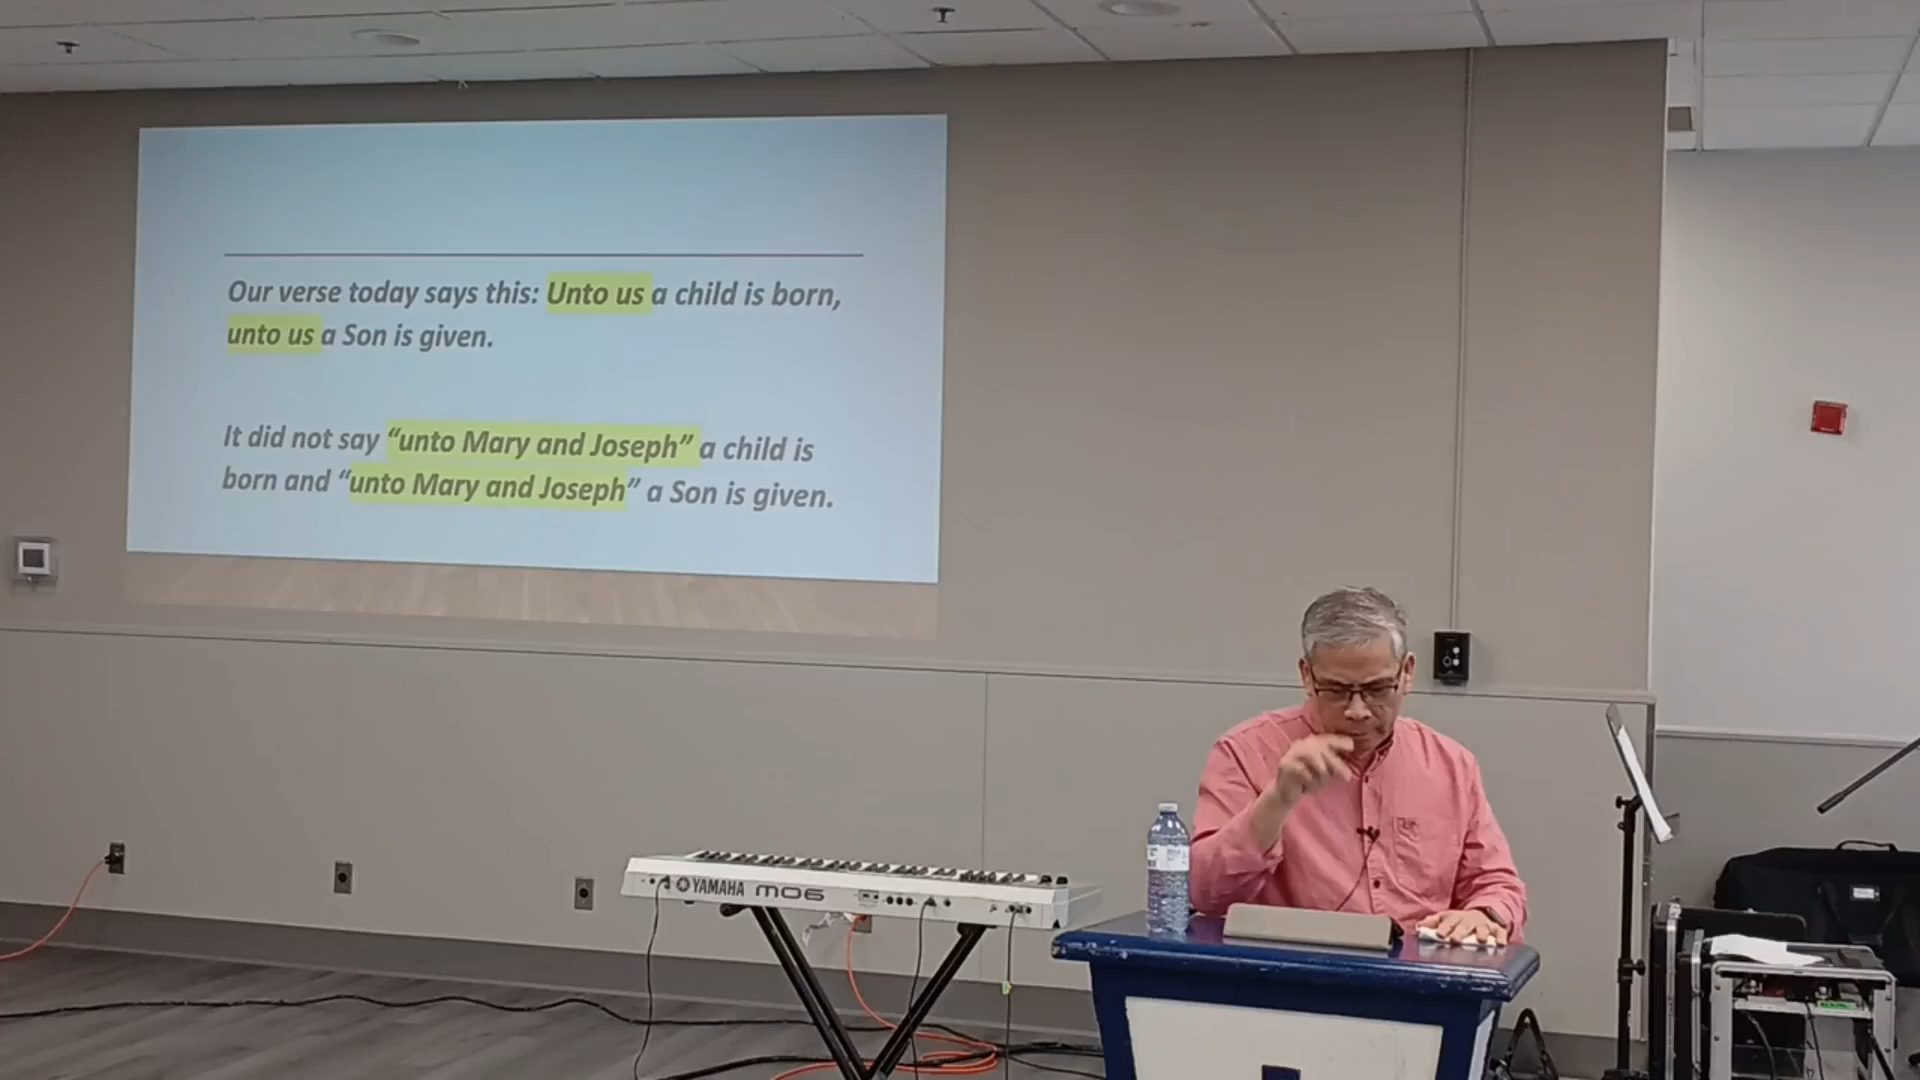 Our verse today says this: Unto us a child is born,
unto us a Son is given.
It did not say “unto Mary and Joseph” a child is
born and “unto Mary and Joseph” a Son is given.
YAMAHA MO6